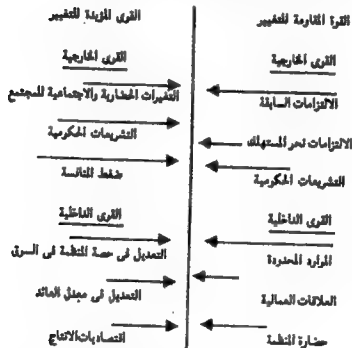 القوة المقاومة للتغيير
القوى المؤيدة للتغيير
القوى الخارجية
القوى الخارجية
الالتزامات السابقة
التغيرات الحضارية والاجتماعية للمجتمع
الالتزامات نحو المستهلك
التشريعات الحكومية
التشريعات الحكومية
ضغط المنافسة
القوى الداخلية
القوى الداخلية
الموارد المحدودة
التعديل فى حصة المنظمة فى السوق
العلاقات العمالية
التعديل فى معدل العائد
حضارة المنظمة
اقتصاديات الانتاج